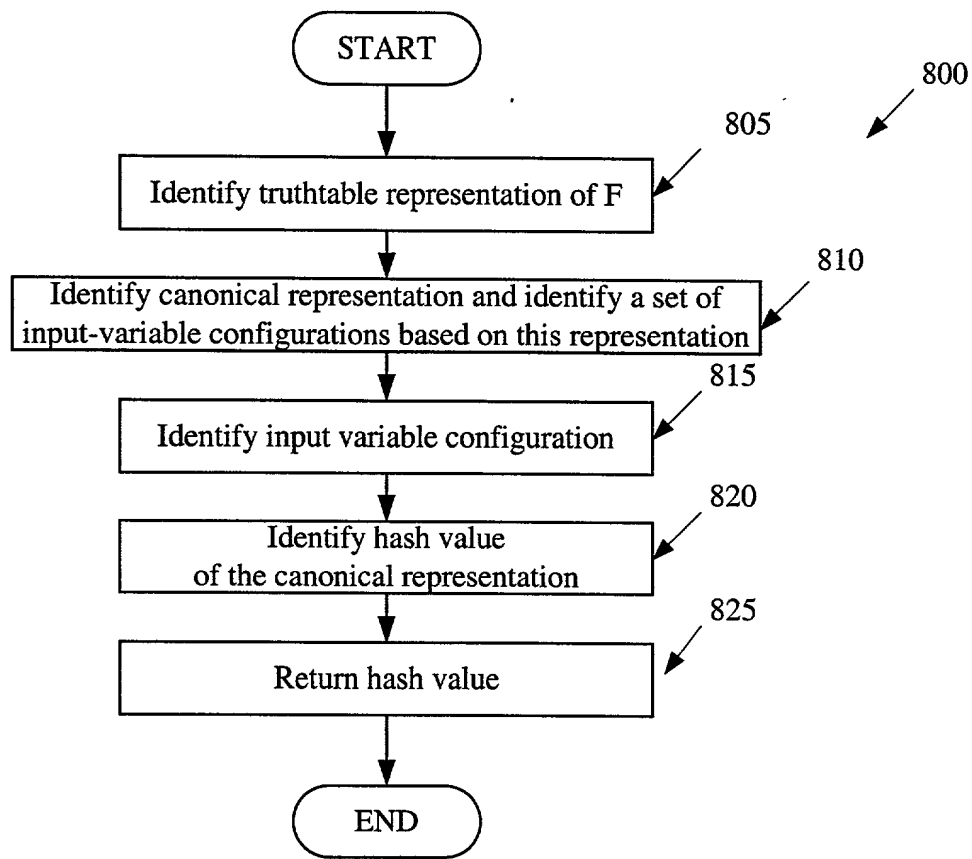 START
800
805
Identify truthtable representation of F
810
Identify canonical representation and identify a set of
input-variable configurations based on this representation
815
Identify input variable configuration
820
Identify hash value
of the canonical representation
825
Return hash value
END